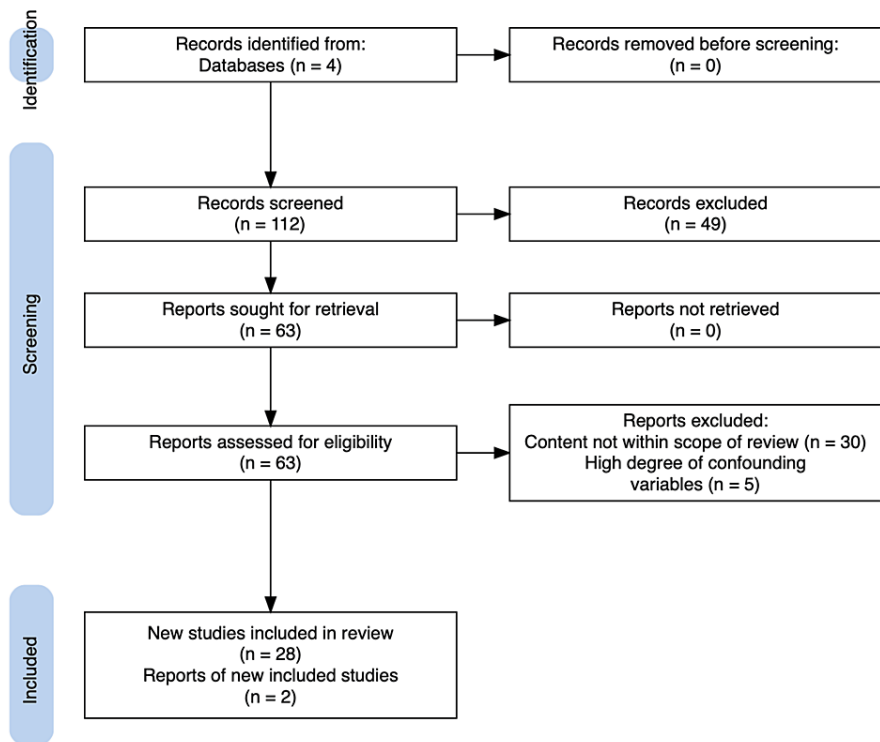 Identification
Records identified from:
Databases (n = 4)
Records removed before screening:
(n = 0)
Screening
Records screened
(n = 112)
Records excluded
(n = 49)
Reports sought for retrieval
(n = 63)
Reports not retrieved
(n = 0)
Reports assessed for eligibility
(n = 63)
Reports excluded:
Content not within scope of review (n = 30)
High degree of confounding
variables (n = 5)
Included
New studies included in review
(n = 28)
Reports of new included studies
(n = 2)